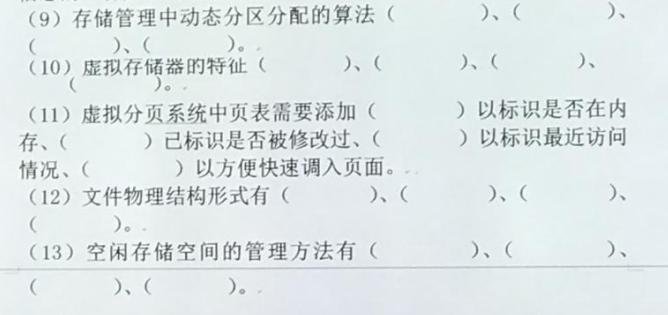 （9）存储管理中动态分区分配的算法（　　　）、（　　　）、
（　　　）、（　　　）。
（10）虚拟存储器的特征（　　　）、（　　　）、（　　　）、
（　　　）。
（11）虚拟分页系统中页表需要添加（　　　）以标识是否在内
存、（　　　）已标识是否被修改过、（　　　）以标识最近访问
情况、（　　　）以方便快速调入页面。
（12）文件物理结构形式有（　　　）、（　　　）、（　　　）、
（　　　）。
（13）空闲存储空间的管理方法有（　　　）、（　　　）、
（　　　）、（　　　）。